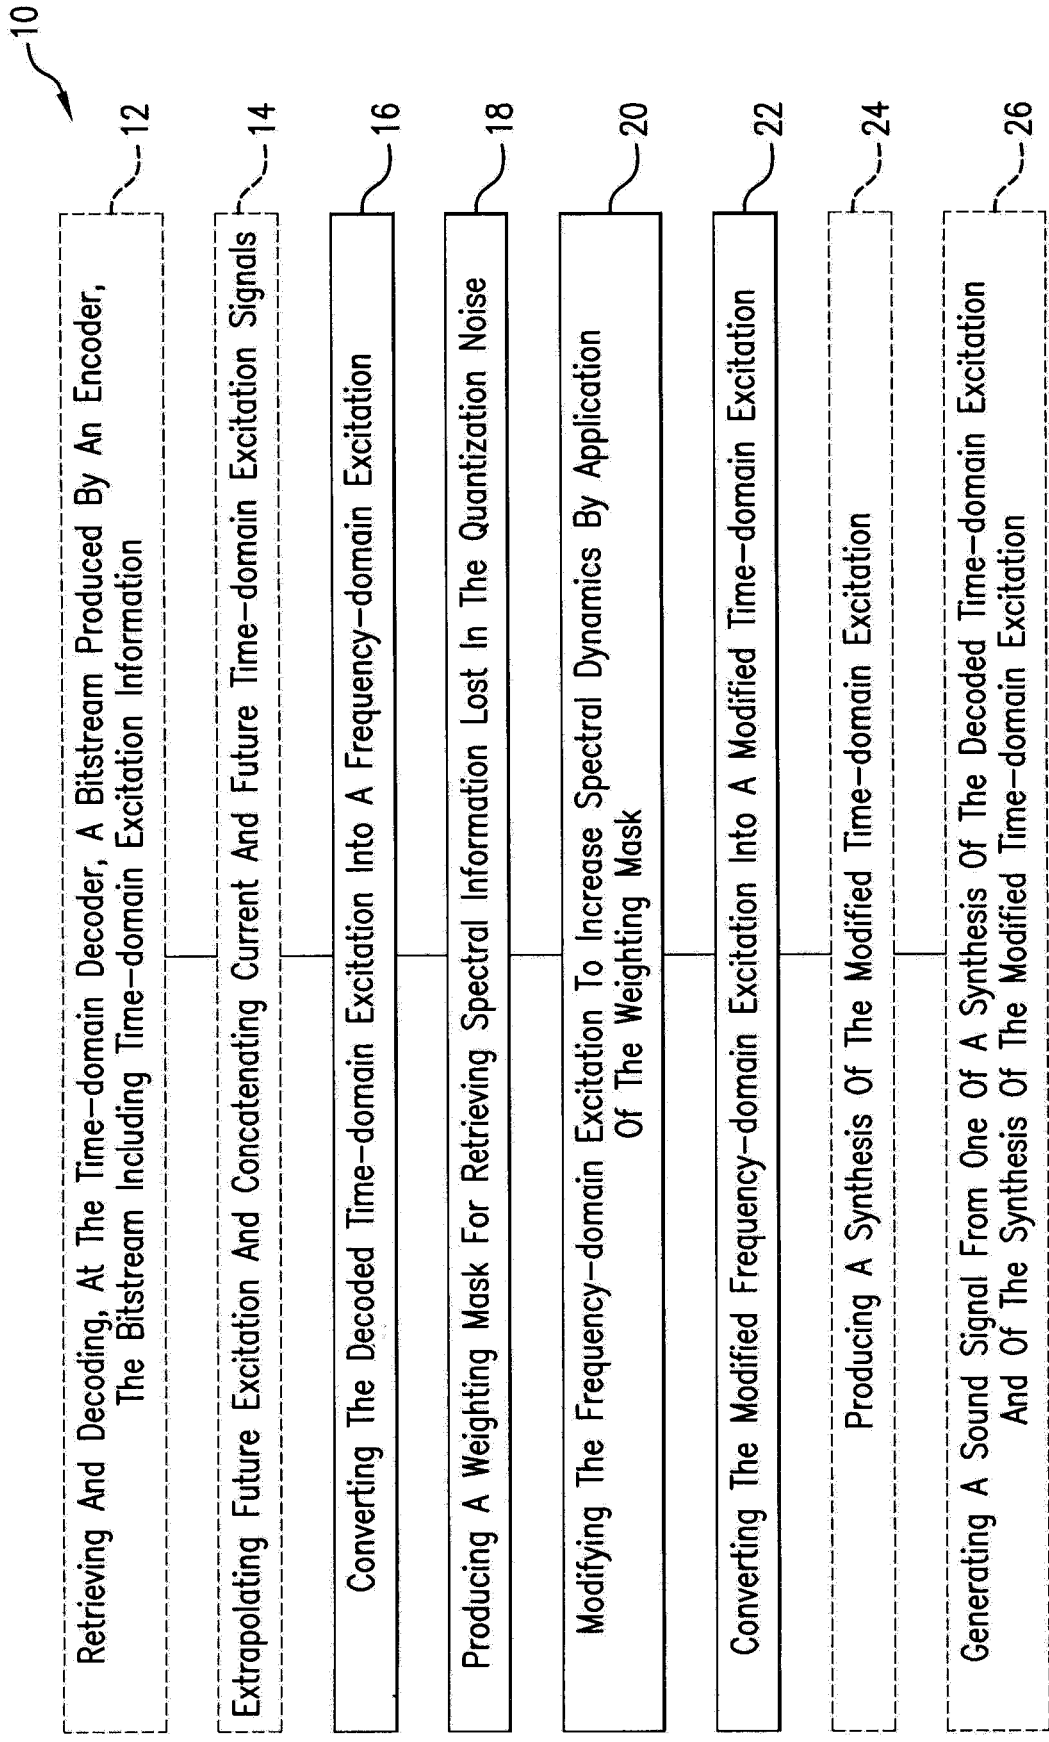 10
Retrieving And Decoding, At The Time-domain Decoder, A Bitstream Produced By An Encoder,
The Bitstream Including Time-domain Excitation Information
12
Extrapolating Future Excitation And Concatenating Current And Future Time-domain Excitation Signals
14
Converting The Decoded Time-domain Excitation Into A Frequency-domain Excitation
16
Producing A Weighting Mask For Retrieving Spectral Information Lost In The Quantization Noise
18
Modifying The Frequency-domain Excitation To Increase Spectral Dynamics By Application
Of The Weighting Mask
20
Converting The Modified Frequency-domain Excitation Into A Modified Time-domain Excitation
22
Producing A Synthesis Of The Modified Time-domain Excitation
24
Generating A Sound Signal From One Of A Synthesis Of The Decoded Time-domain Excitation
And Of The Synthesis Of The Modified Time-domain Excitation
26